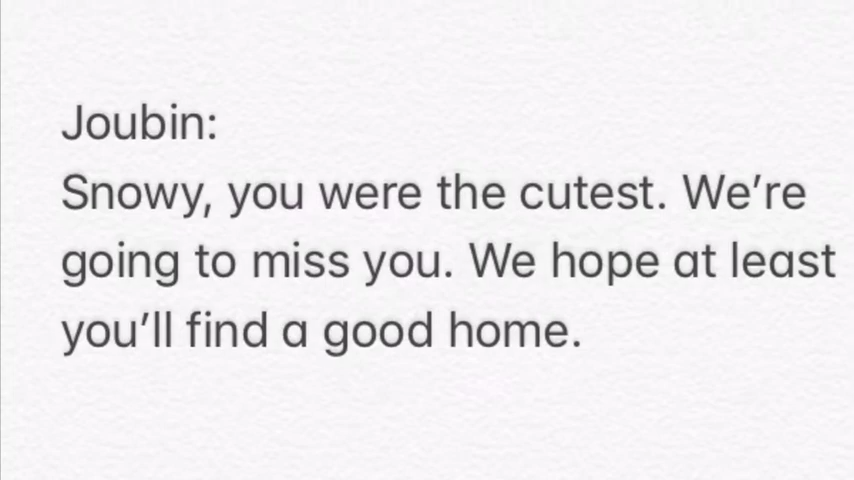 Joubin:
Snowy, you were the cutest. We’re
going to miss you. We hope at least
you’ll find a good home.